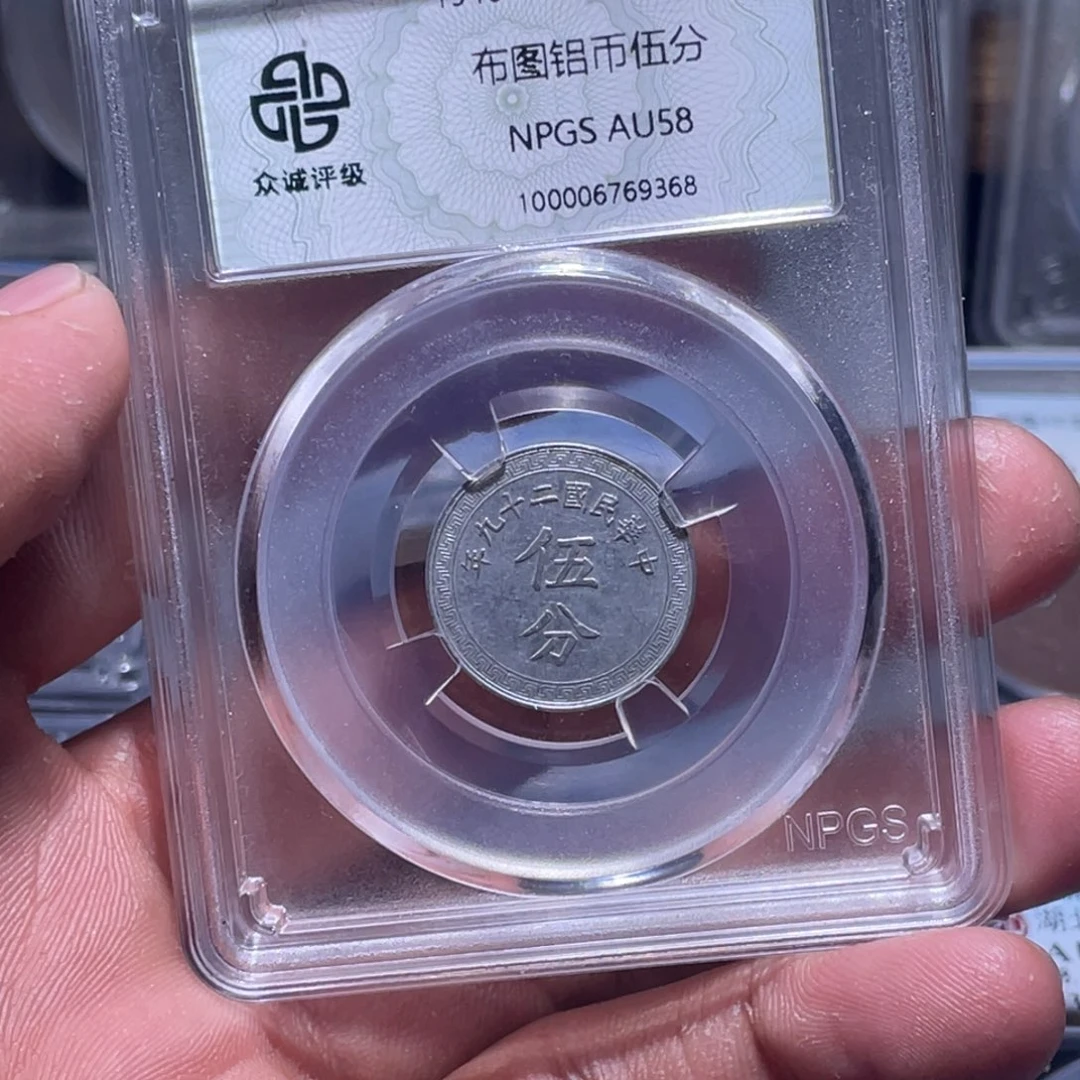 布图铝币伍分
NPGS AU58
100006769368
众诚评级
中華民國二十九年
伍
分
NPGS